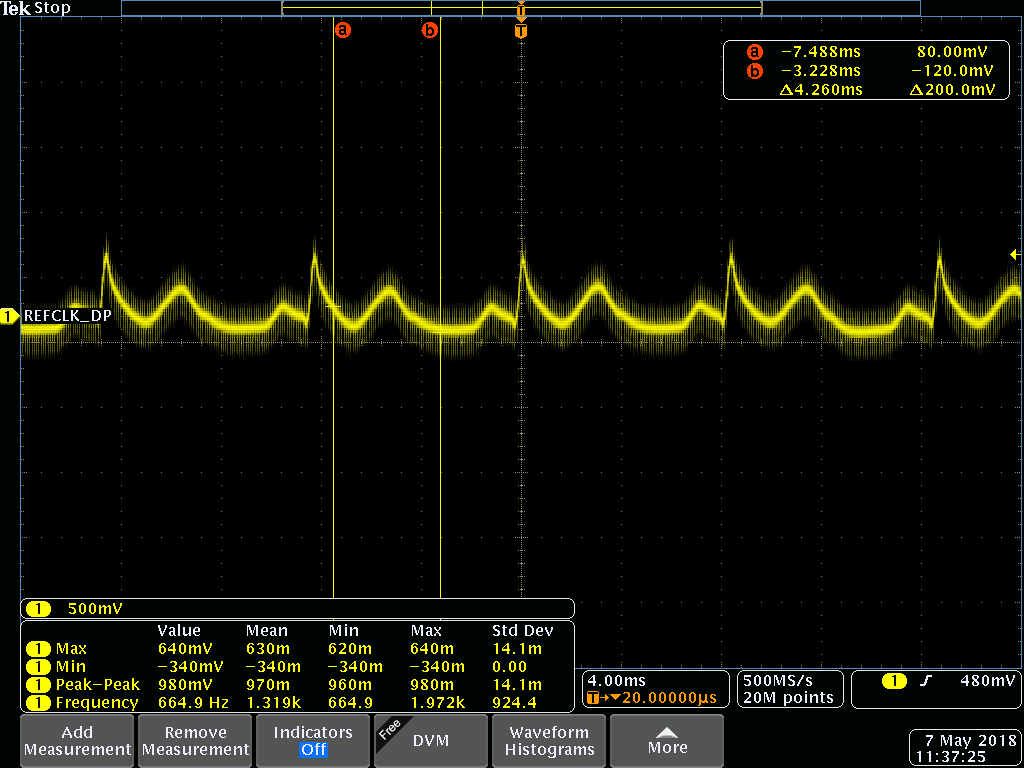 Tek Stop
T
a b T
a −7.488ms 80.00mV
b −3.228ms −120.0mV
Δ4.260ms Δ200.0mV
1 REFCLK_DP
1 500mV
Value Mean Min Max Std Dev
1 Max 640mV 630m 620m 640m 14.1m
1 Min −340mV −340m −340m −340m 0.00
1 Peak−Peak 980mV 970m 960m 980m 14.1m
1 Frequency 664.9 Hz 1.319k 664.9 1.972k 924.4
4.00ms
T→▼20.00000µs
500MS/s
20M points
1 480mV
Add
Measurement
Remove
Measurement
Indicators
Off
Free
DVM
Waveform
Histograms
More
7 May 2018
11:37:25